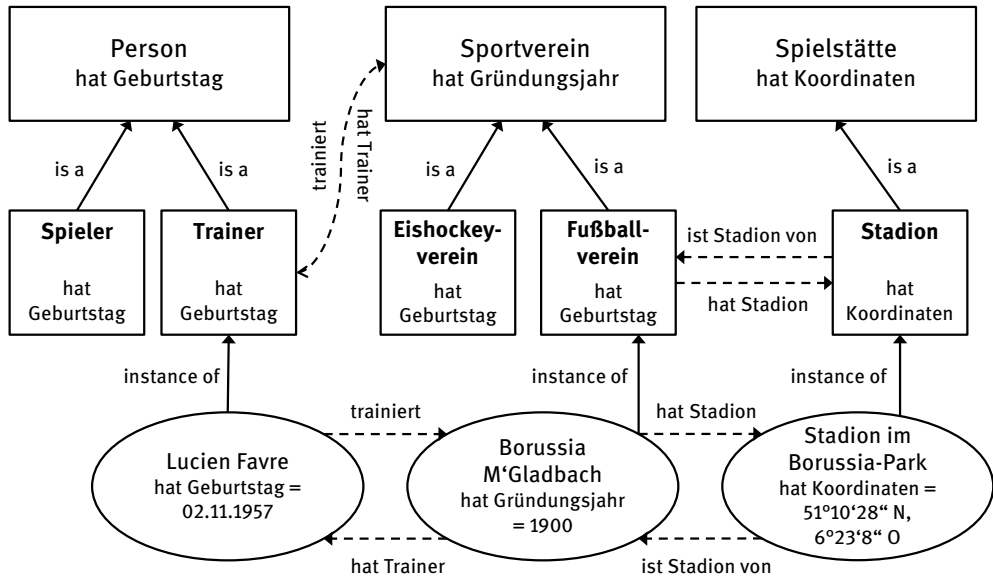 Person
hat Geburtstag
Sportverein
hat Gründungsjahr
Spielstätte
hat Koordinaten
trainiert
hat Trainer
is a
is a
is a
is a
is a
Spieler
hat
Geburtstag
Trainer
hat
Geburtstag
Eishockey-
verein
hat
Geburtstag
Fußball-
verein
hat
Geburtstag
ist Stadion von
hat Stadion
Stadion
hat
Koordinaten
instance of
instance of
instance of
trainiert
hat Stadion
Lucien Favre
hat Geburtstag =
02.11.1957
Borussia
M‘Gladbach
hat Gründungsjahr
= 1900
Stadion im
Borussia-Park
hat Koordinaten =
51°10‘28“ N,
6°23‘8“ O
hat Trainer
ist Stadion von